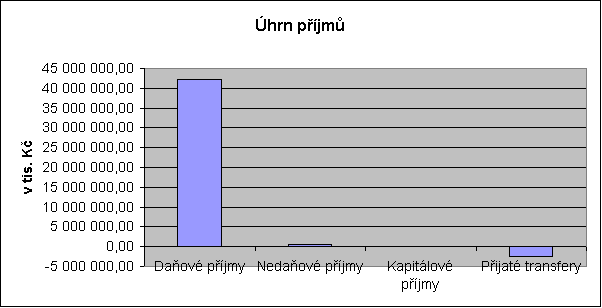 Úhrn příjmů
v tis. Kč
45 000 000,00
40 000 000,00
35 000 000,00
30 000 000,00
25 000 000,00
20 000 000,00
15 000 000,00
10 000 000,00
5 000 000,00
0,00
-5 000 000,00
Daňové příjmy
Nedaňové příjmy
Kapitálové
příjmy
Přijaté transfery